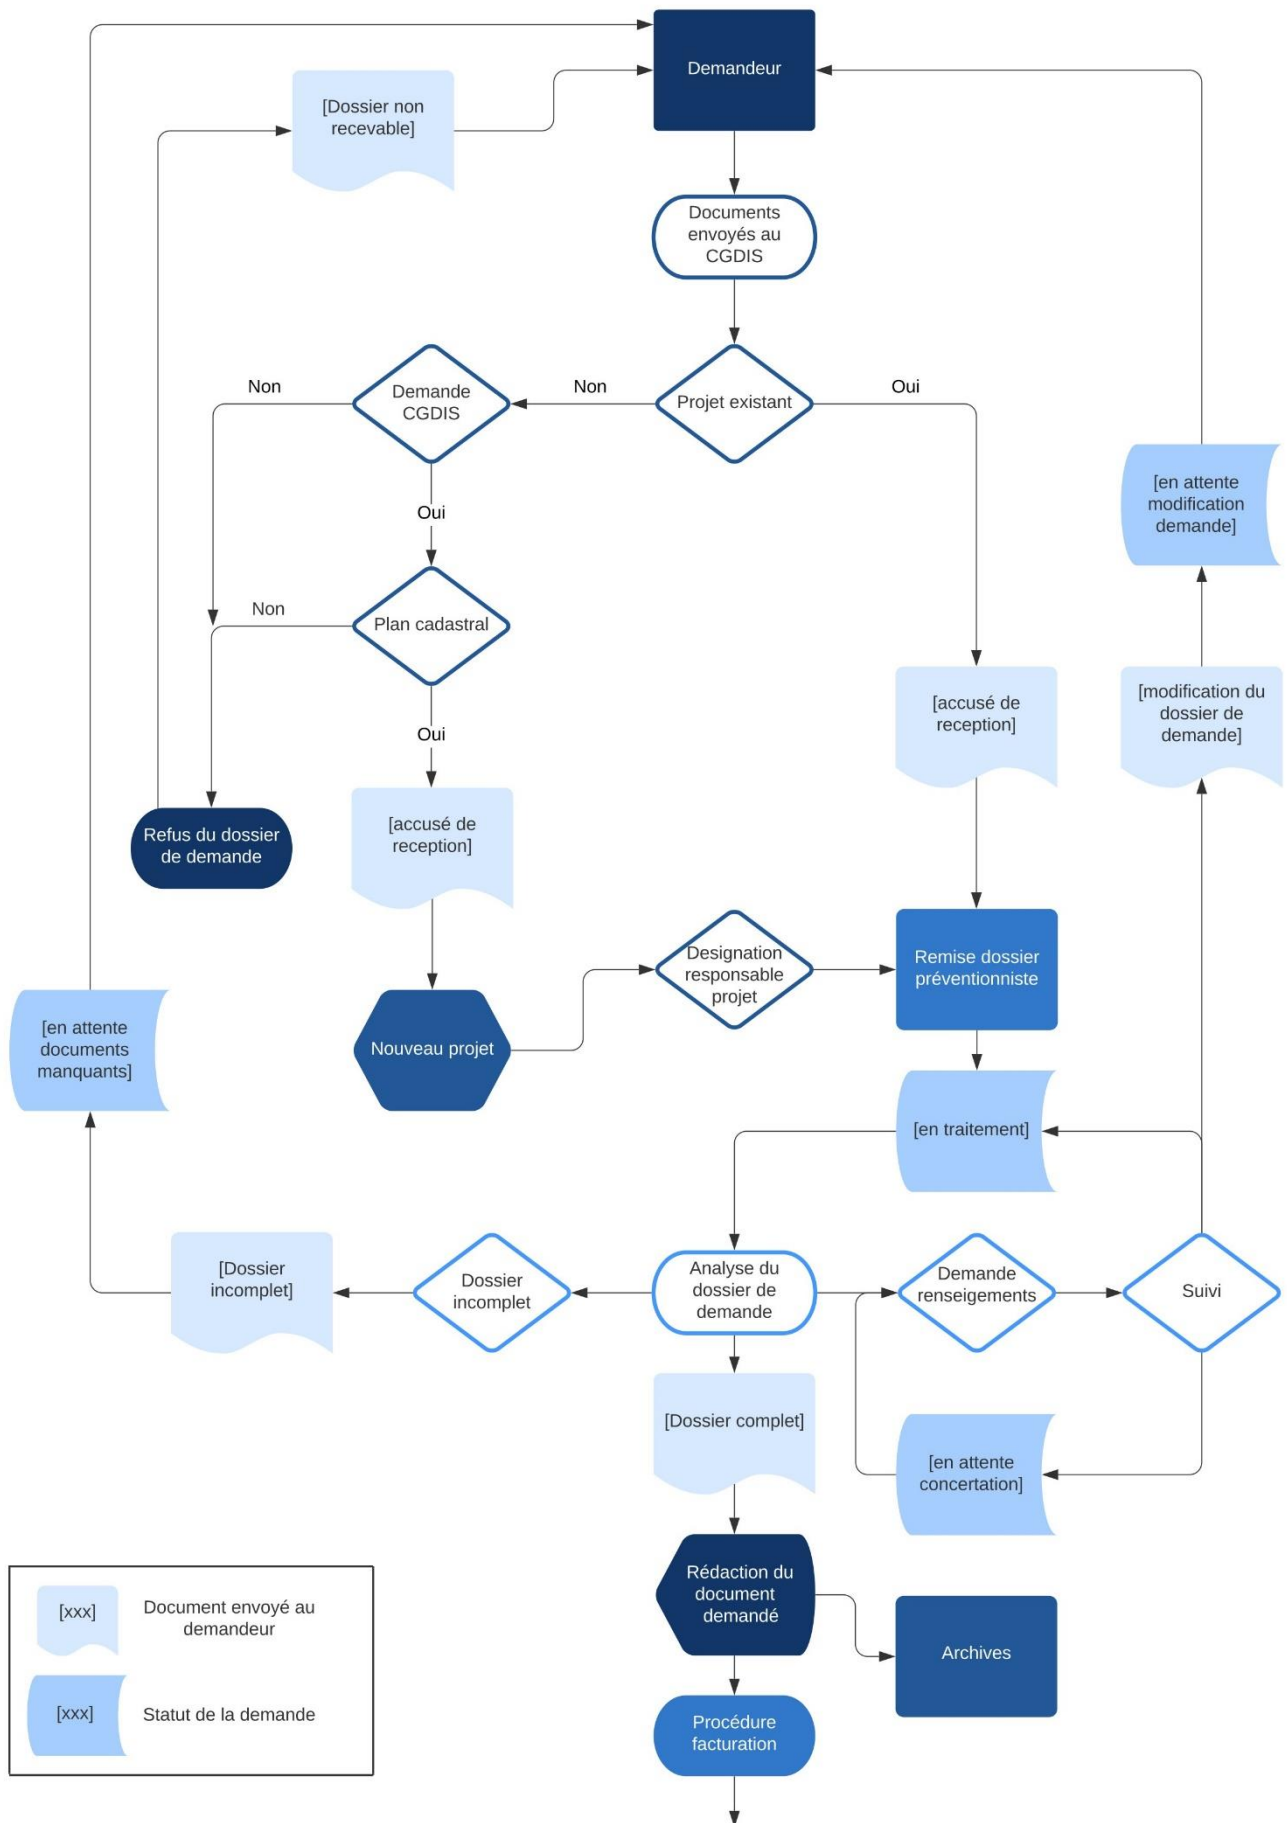 Demandeur
[Dossier non
recevable]
Documents
envoyés au
CGDIS
Non
Demande
CGDIS
Non
Projet existant
Oui
[en attente
modification
demande]
Oui
Non
Plan cadastral
[accusé de
reception]
[modification du
dossier de
demande]
Oui
Refus du dossier
de demande
[accusé de
reception]
Designation
responsable
projet
Remise dossier
préventionniste
[en attente
documents
manquants]
Nouveau projet
[en traitement]
[Dossier
incomplet]
Dossier
incomplet
Analyse du
dossier de
demande
Demande
renseigements
Suivi
[Dossier complet]
[en attente
concertation]
Rédaction du
document
demandé
Archives
Procédure
facturation
[xxx]
Document envoyé au
demandeur
[xxx]
Statut de la demande